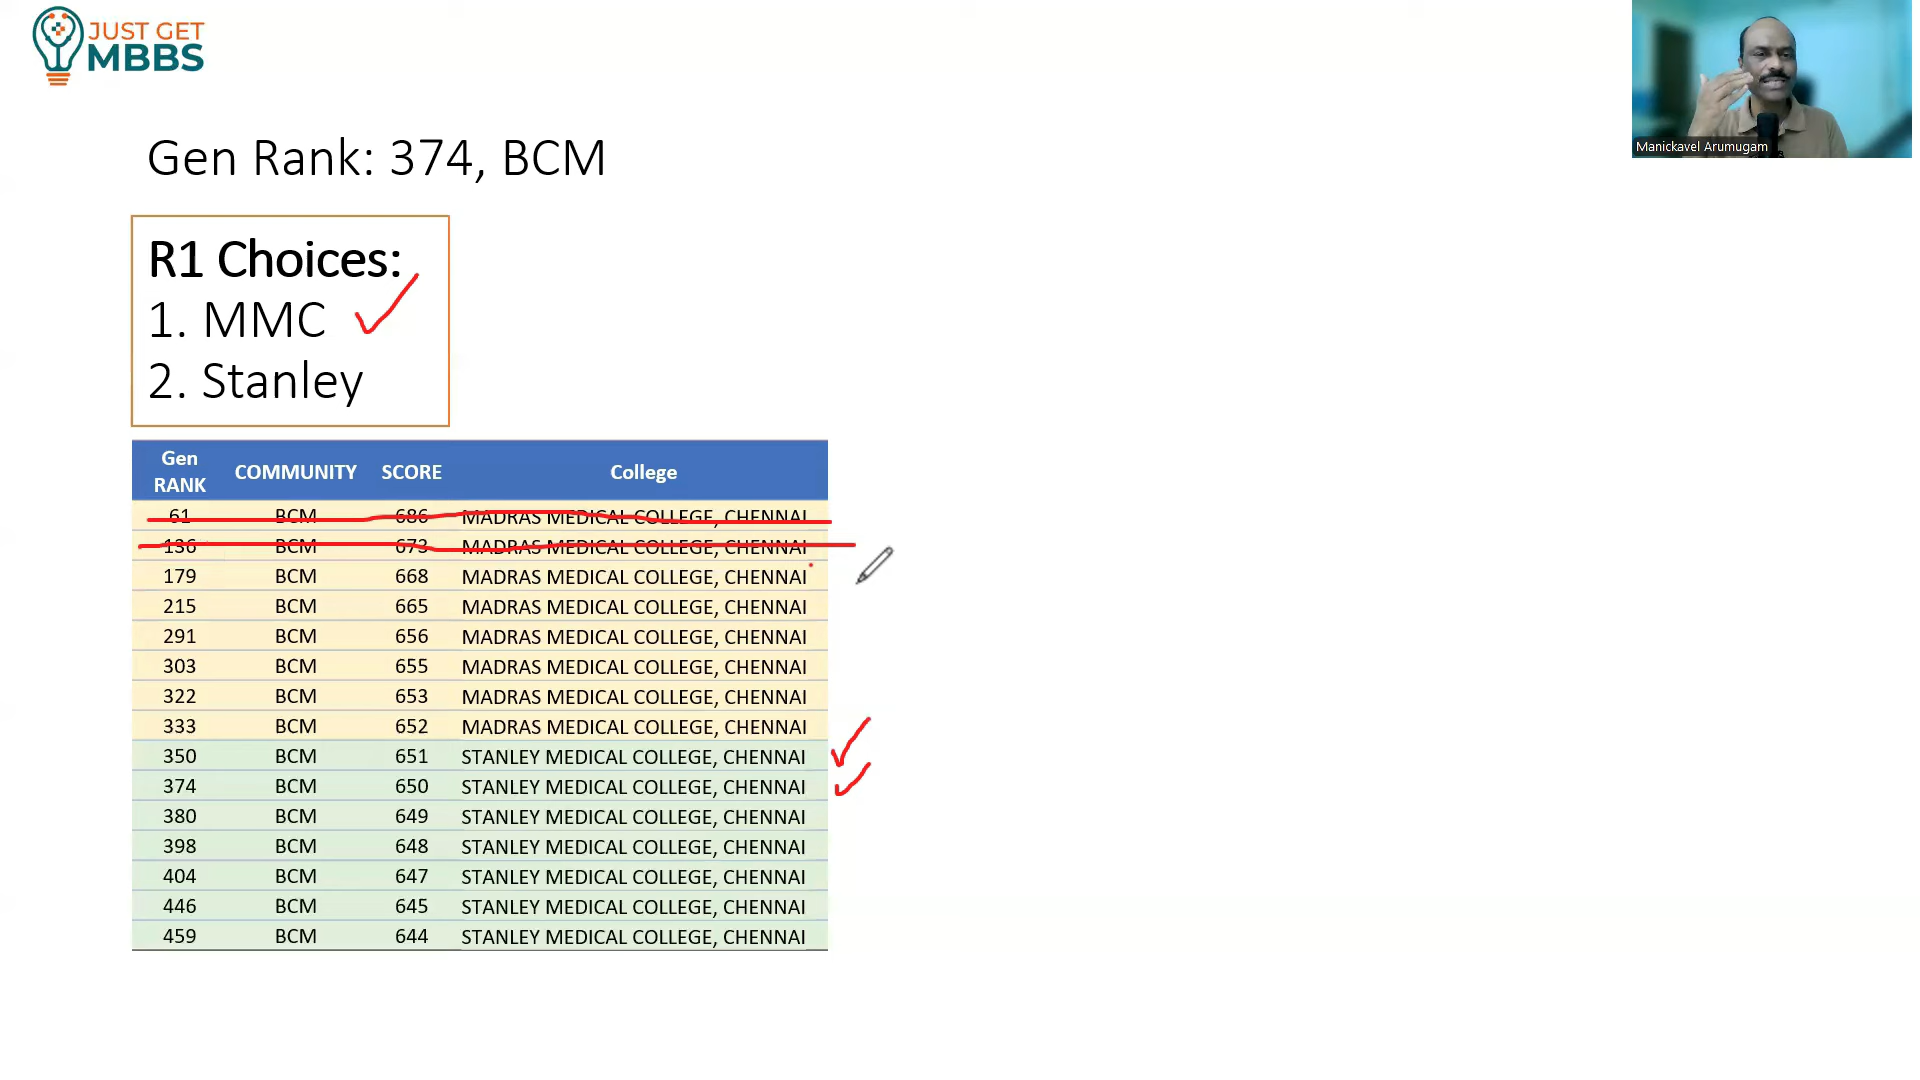 JUST GET
MBBS
Manickavel Arumugam
Gen Rank: 374, BCM
R1 Choices:
1. MMC
2. Stanley
Gen RANK COMMUNITY SCORE College
61 BCM 686 MADRAS MEDICAL COLLEGE, CHENNAI
136 BCM 673 MADRAS MEDICAL COLLEGE, CHENNAI
179 BCM 668 MADRAS MEDICAL COLLEGE, CHENNAI
215 BCM 665 MADRAS MEDICAL COLLEGE, CHENNAI
291 BCM 656 MADRAS MEDICAL COLLEGE, CHENNAI
303 BCM 655 MADRAS MEDICAL COLLEGE, CHENNAI
322 BCM 653 MADRAS MEDICAL COLLEGE, CHENNAI
333 BCM 652 MADRAS MEDICAL COLLEGE, CHENNAI
350 BCM 651 STANLEY MEDICAL COLLEGE, CHENNAI
374 BCM 650 STANLEY MEDICAL COLLEGE, CHENNAI
380 BCM 649 STANLEY MEDICAL COLLEGE, CHENNAI
398 BCM 648 STANLEY MEDICAL COLLEGE, CHENNAI
404 BCM 647 STANLEY MEDICAL COLLEGE, CHENNAI
446 BCM 645 STANLEY MEDICAL COLLEGE, CHENNAI
459 BCM 644 STANLEY MEDICAL COLLEGE, CHENNAI